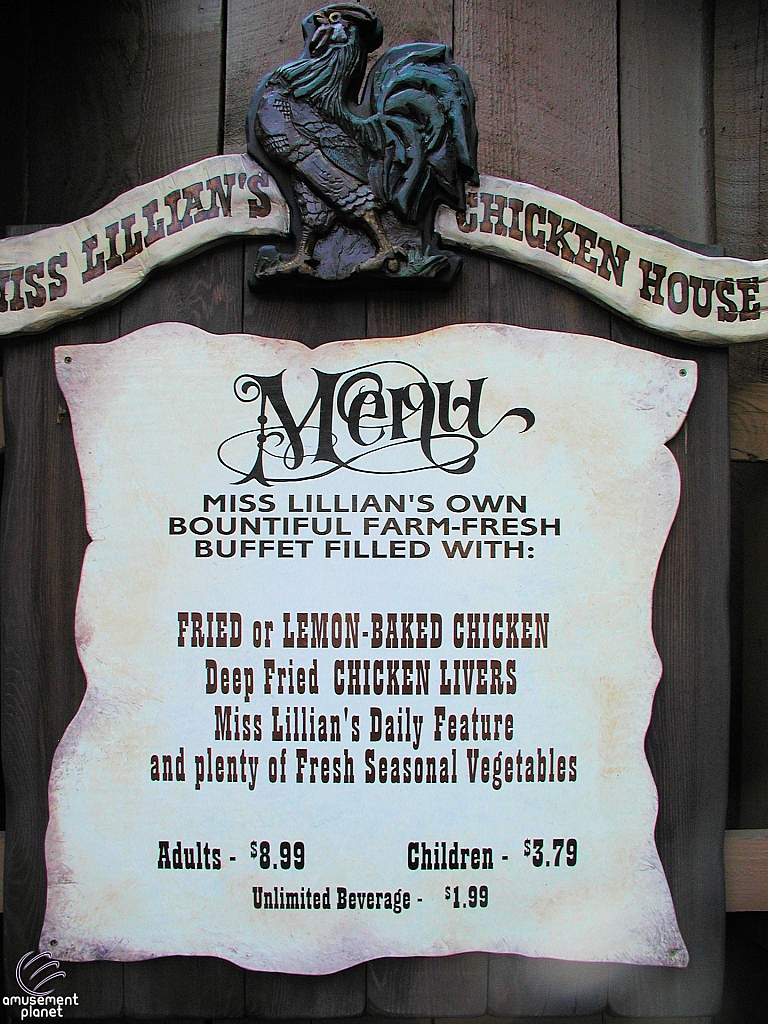 MISS LILLIAN'S CHICKEN HOUSE
Menu
MISS LILLIAN'S OWN
BOUNTIFUL FARM-FRESH
BUFFET FILLED WITH:
FRIED or LEMON-BAKED CHICKEN
Deep Fried CHICKEN LIVERS
Miss Lillian's Daily Feature
and plenty of Fresh Seasonal Vegetables
Adults - $8.99 Children - $3.79
Unlimited Beverage - $1.99
amusement
planet